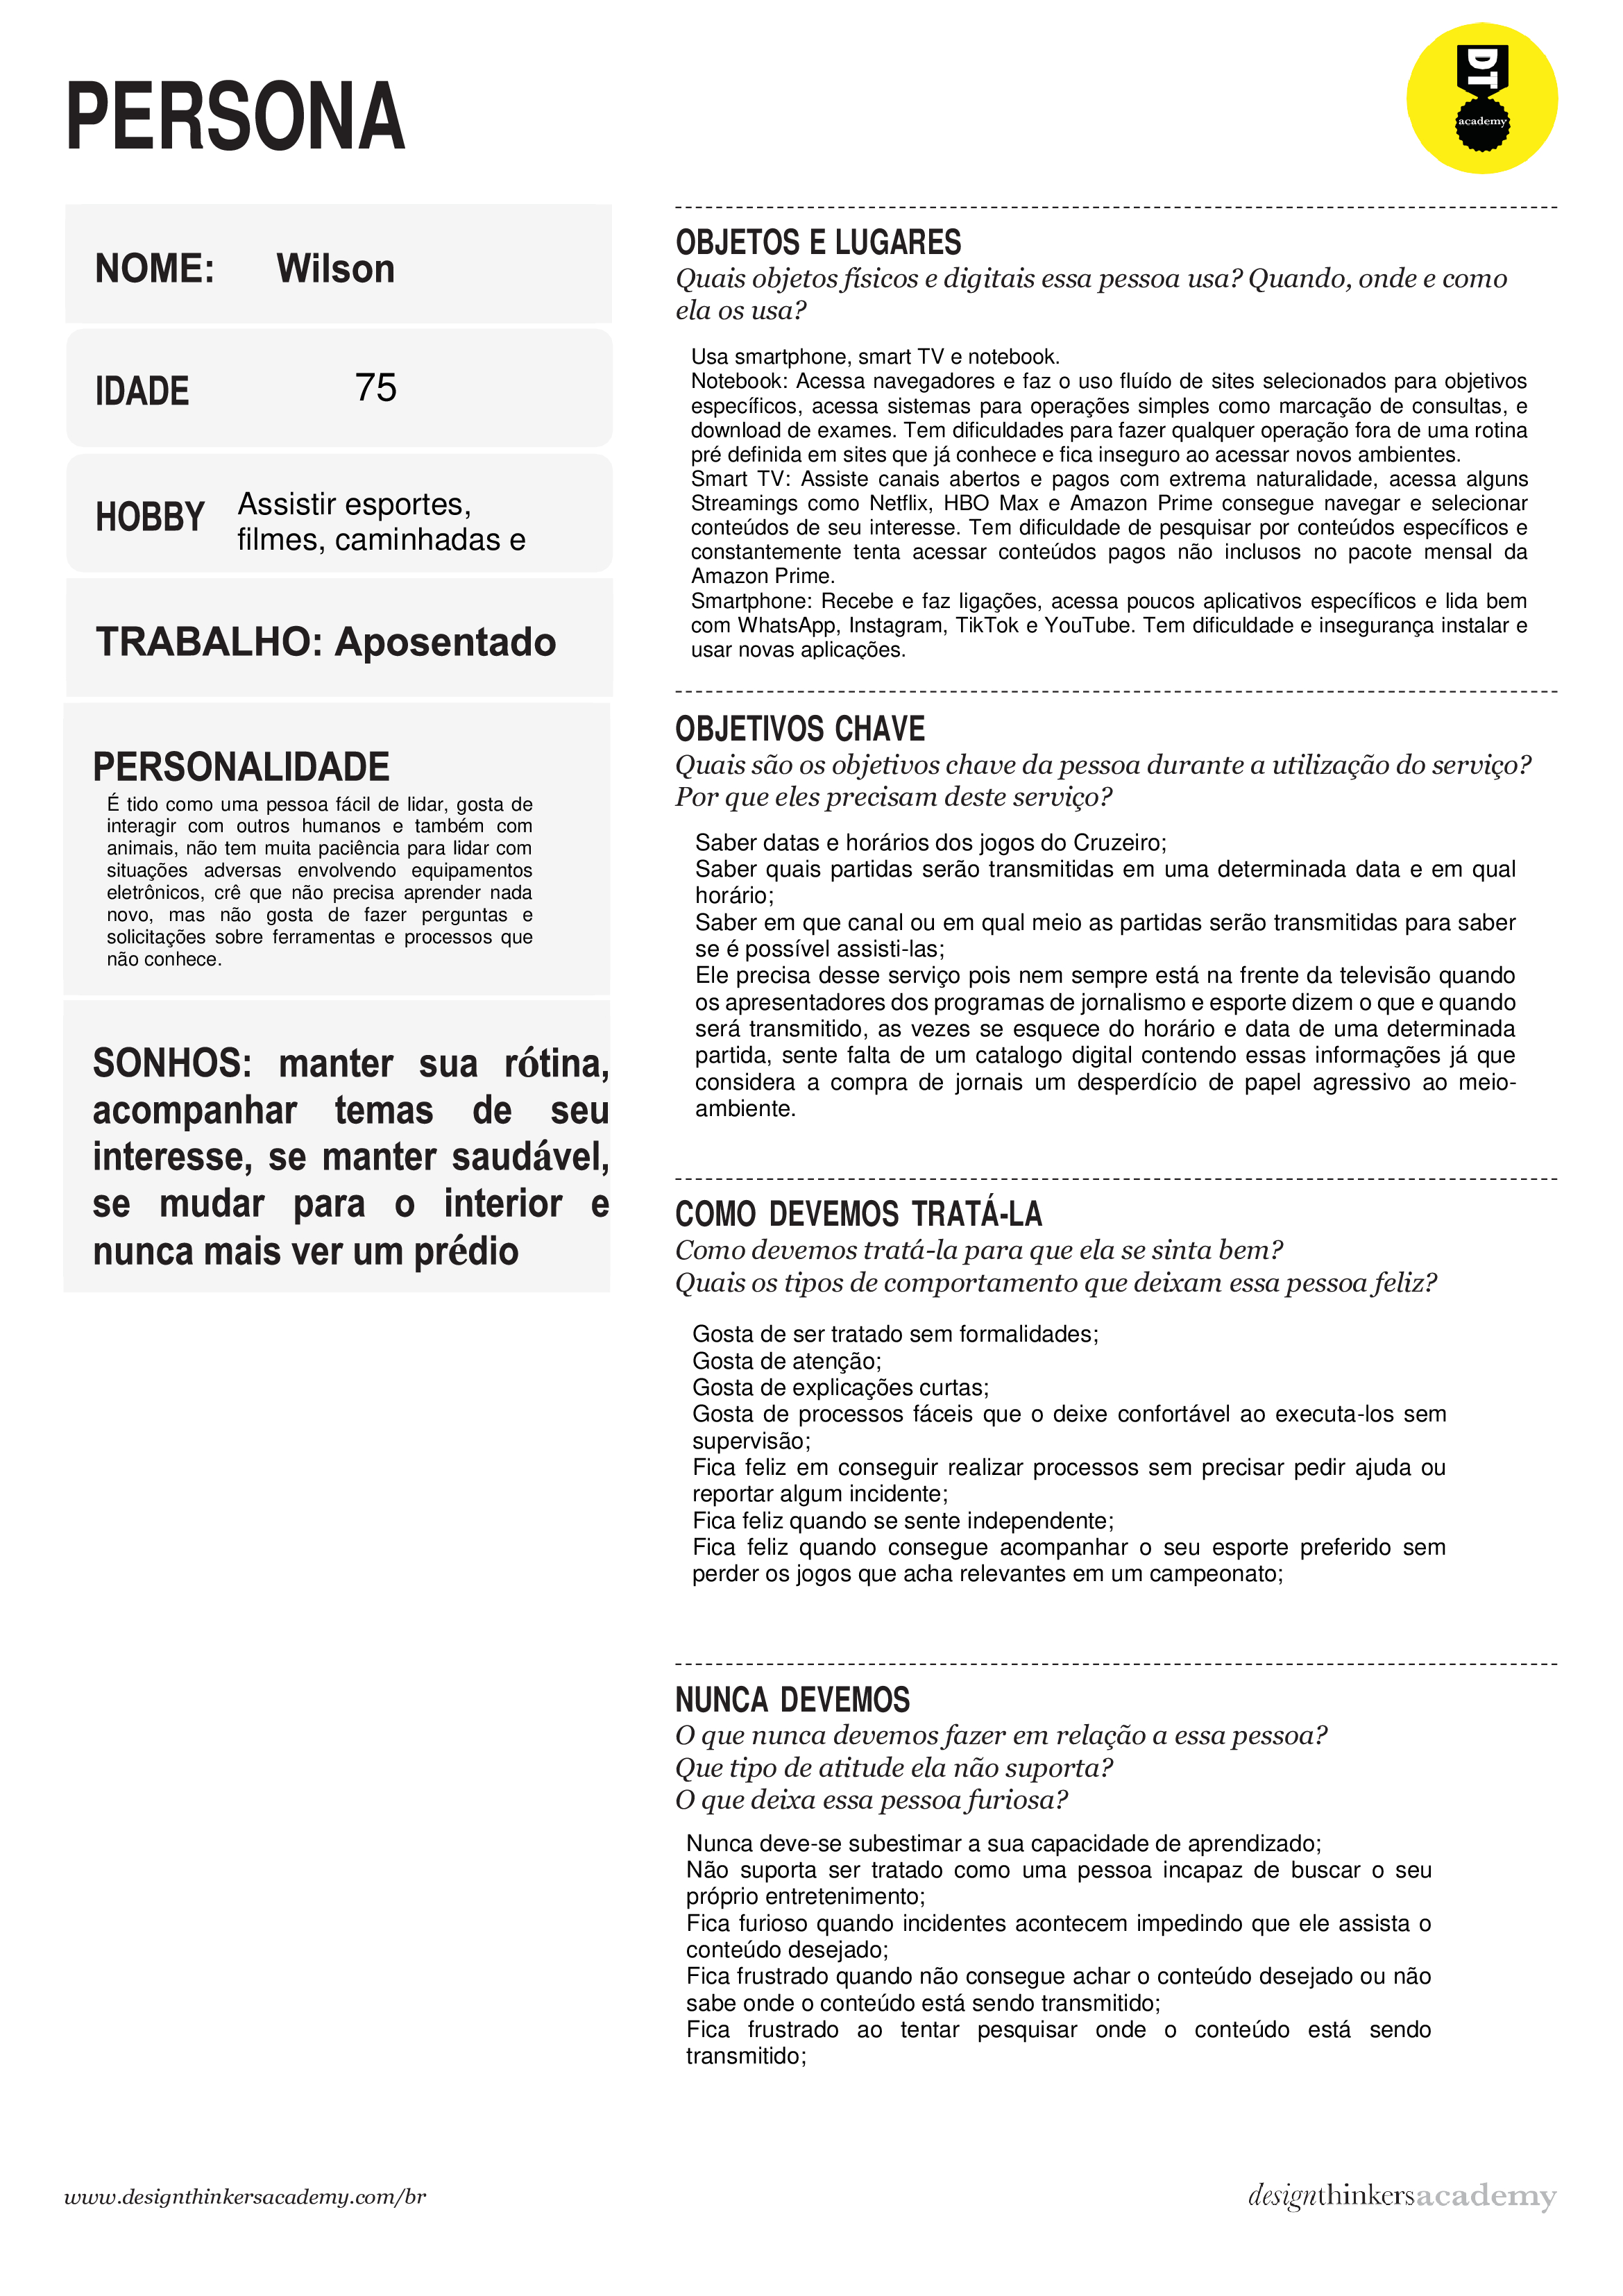 PERSONA
DT
academy
NOME: Wilson
IDADE 75
HOBBY Assistir esportes,
filmes, caminhadas e
TRABALHO: Aposentado
PERSONALIDADE
É tido como uma pessoa fácil de lidar, gosta de
interagir com outros humanos e também com
animais, não tem muita paciência para lidar com
situações adversas envolvendo equipamentos
eletrônicos, crê que não precisa aprender nada
novo, mas não gosta de fazer perguntas e
solicitações sobre ferramentas e processos que
não conhece.
SONHOS: manter sua rótina,
acompanhar temas de seu
interesse, se manter saudável,
se mudar para o interior e
nunca mais ver um prédio
OBJETOS E LUGARES
Quais objetos físicos e digitais essa pessoa usa? Quando, onde e como
ela os usa?
Usa smartphone, smart TV e notebook.
Notebook: Acessa navegadores e faz o uso fluído de sites selecionados para objetivos
específicos, acessa sistemas para operações simples como marcação de consultas, e
download de exames. Tem dificuldades para fazer qualquer operação fora de uma rotina
pré definida em sites que já conhece e fica inseguro ao acessar novos ambientes.
Smart TV: Assiste canais abertos e pagos com extrema naturalidade, acessa alguns
Streamings como Netflix, HBO Max e Amazon Prime consegue navegar e selecionar
conteúdos de seu interesse. Tem dificuldade de pesquisar por conteúdos específicos e
constantemente tenta acessar conteúdos pagos não inclusos no pacote mensal da
Amazon Prime.
Smartphone: Recebe e faz ligações, acessa poucos aplicativos específicos e lida bem
com WhatsApp, Instagram, TikTok e YouTube. Tem dificuldade e insegurança instalar e
usar novas aplicações.
OBJETIVOS CHAVE
Quais são os objetivos chave da pessoa durante a utilização do serviço?
Por que eles precisam deste serviço?
Saber datas e horários dos jogos do Cruzeiro;
Saber quais partidas serão transmitidas em uma determinada data e em qual
horário;
Saber em que canal ou em qual meio as partidas serão transmitidas para saber
se é possível assisti-las;
Ele precisa desse serviço pois nem sempre está na frente da televisão quando
os apresentadores dos programas de jornalismo e esporte dizem o que e quando
será transmitido, as vezes se esquece do horário e data de uma determinada
partida, sente falta de um catalogo digital contendo essas informações já que
considera a compra de jornais um desperdício de papel agressivo ao meio-
ambiente.
COMO DEVEMOS TRATÁ-LA
Como devemos tratá-la para que ela se sinta bem?
Quais os tipos de comportamento que deixam essa pessoa feliz?
Gosta de ser tratado sem formalidades;
Gosta de atenção;
Gosta de explicações curtas;
Gosta de processos fáceis que o deixe confortável ao executa-los sem
supervisão;
Fica feliz em conseguir realizar processos sem precisar pedir ajuda ou
reportar algum incidente;
Fica feliz quando se sente independente;
Fica feliz quando consegue acompanhar o seu esporte preferido sem
perder os jogos que acha relevantes em um campeonato;
NUNCA DEVEMOS
O que nunca devemos fazer em relação a essa pessoa?
Que tipo de atitude ela não suporta?
O que deixa essa pessoa furiosa?
Nunca deve-se subestimar a sua capacidade de aprendizado;
Não suporta ser tratado como uma pessoa incapaz de buscar o seu
próprio entretenimento;
Fica furioso quando incidentes acontecem impedindo que ele assista o
conteúdo desejado;
Fica frustrado quando não consegue achar o conteúdo desejado ou não
sabe onde o conteúdo está sendo transmitido;
Fica frustrado ao tentar pesquisar onde o conteúdo está sendo
transmitido;
www.designthinkersacademy.com/br
designthinkersacademy